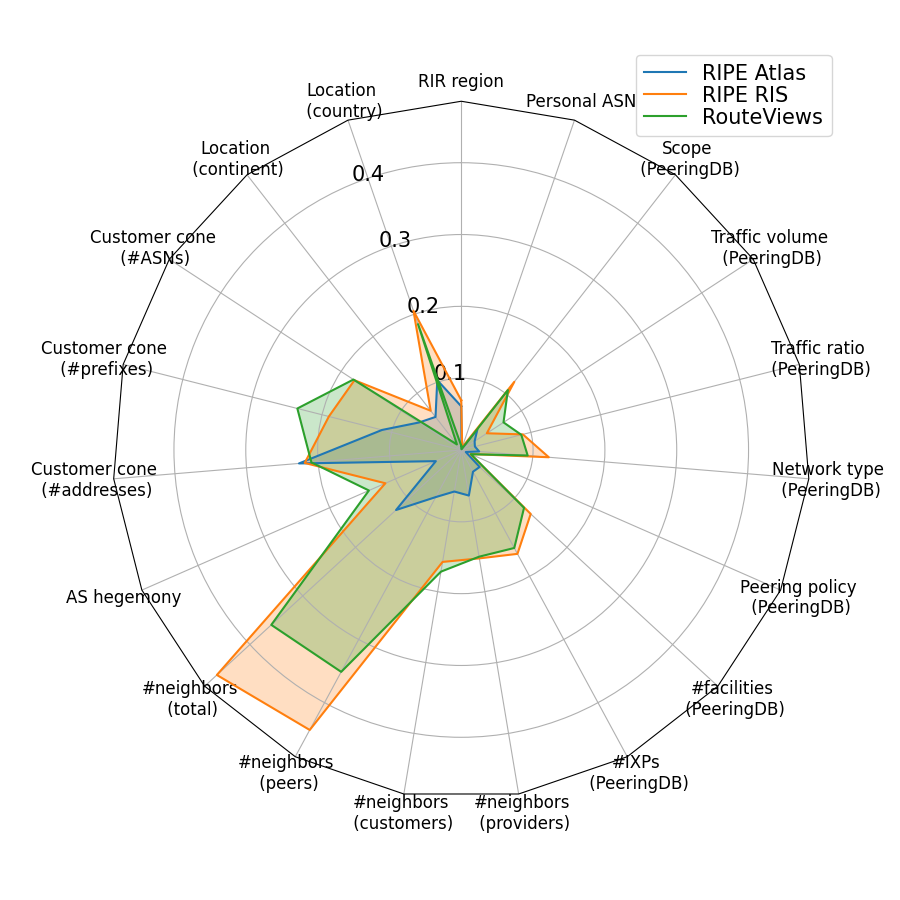 RIPE Atlas
RIPE RIS
RouteViews
RIR region
Personal ASN
Scope
(PeeringDB)
Traffic volume
(PeeringDB)
Traffic ratio
(PeeringDB)
Network type
(PeeringDB)
Peering policy
(PeeringDB)
#facilities
(PeeringDB)
#IXPs
(PeeringDB)
#neighbors
(providers)
#neighbors
(customers)
#neighbors
(peers)
#neighbors
(total)
AS hegemony
Customer cone
(#addresses)
Customer cone
(#prefixes)
Customer cone
(#ASNs)
Location
(continent)
Location
(country)
0.4
0.3
0.2
0.1